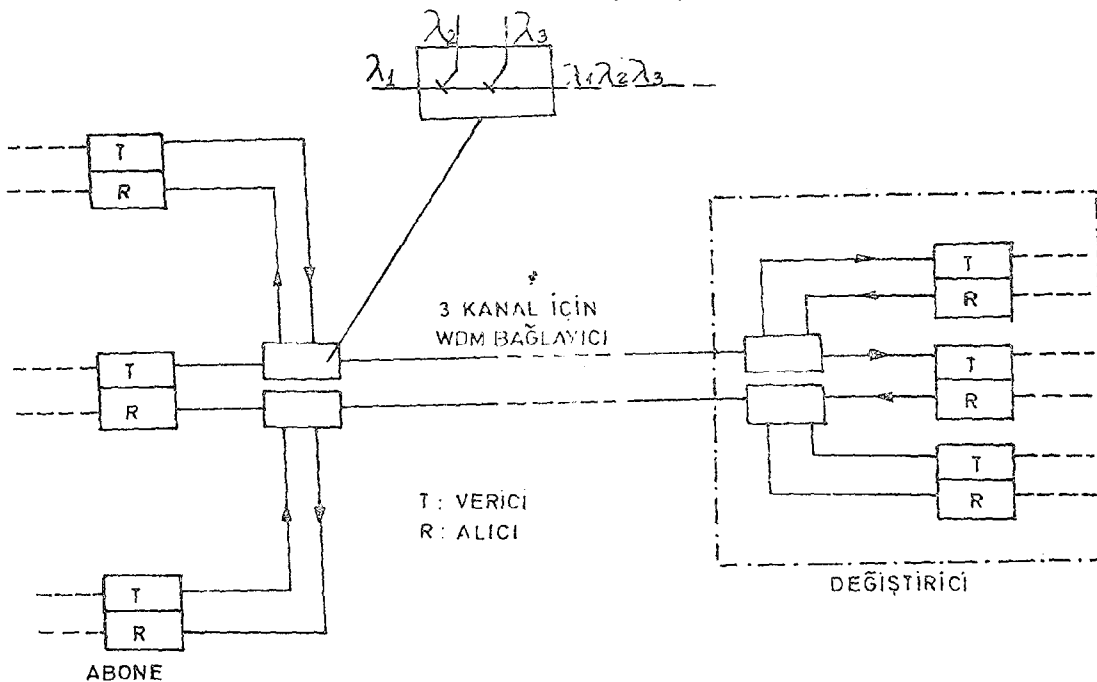 λ2 λ3
λ1 λ1λ2λ3
T
R
T
R
3 KANAL İÇİN
WDM BAĞLAYICI
T
R
T
R
T
R
T : VERİCİ
R : ALICI
T
R
DEĞİŞTİRİCİ
ABONE